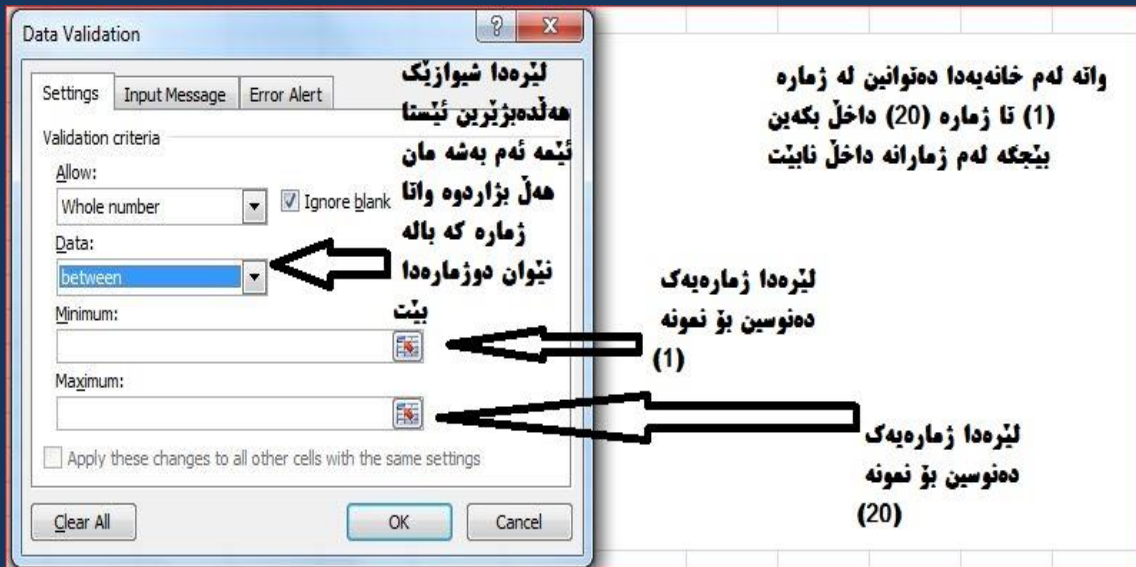 Data Validation
Settings
Input Message
Error Alert
Validation criteria
Allow:
Whole number
Ignore blank
Data:
between
Minimum:
Maximum:
Apply these changes to all other cells with the same settings
Clear All
OK
Cancel
لێرەدا شیوازێک
هەڵدەبژێرین ئێستا
ئێمە ئەم بەشە مان
هەڵ بژاردوە واتا
ژمارە کە بالە
نێوان دوژمارەدا
بێت
واتە لەم خانەیەدا دەتوانین لە ژمارە
(1) تا ژمارە (20) داخڵ بکەین
بێجگە لەم ژمارانە داخڵ نابێت
لێرەدا ژمارەیەک
دەنوسین بۆ نمونە
(1)
لێرەدا ژمارەیەک
دەنوسین بۆ نمونە
(20)